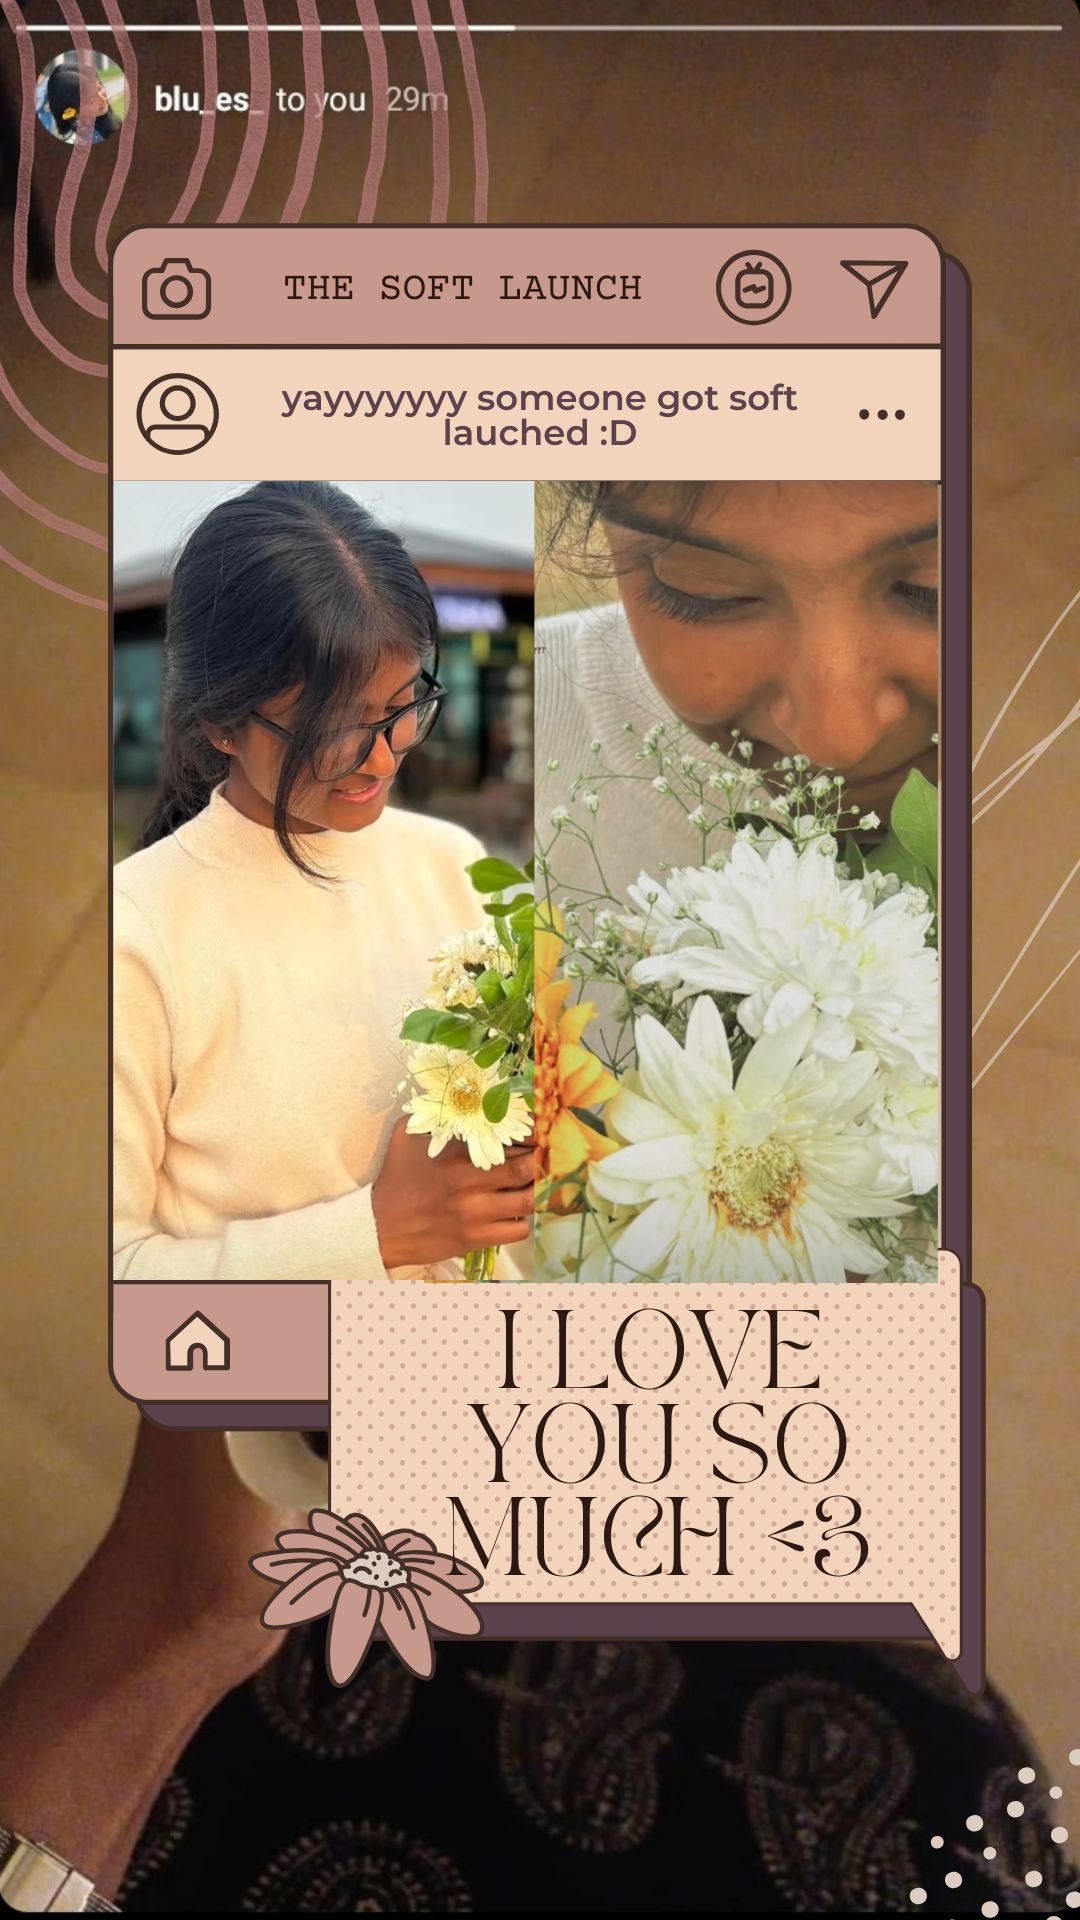 blu_es_ to you 29m
THE SOFT LAUNCH
yayyyyyyy someone got soft
lauched :D
I LOVE
YOU SO
MUCH <3